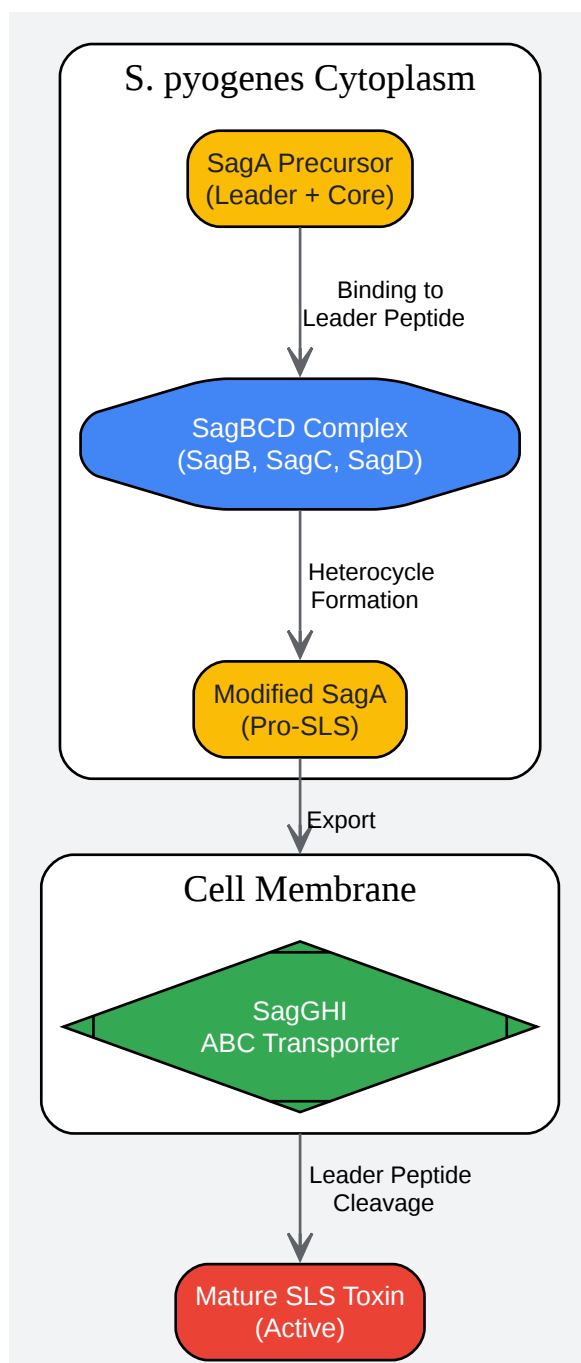 S. pyogenes Cytoplasm
SagA Precursor
(Leader + Core)
Binding to
Leader Peptide
SagBCD Complex
(SagB, SagC, SagD)
Heterocycle
Formation
Modified SagA
(Pro-SLS)
Export
Cell Membrane
SagGHI
ABC Transporter
Leader Peptide
Cleavage
Mature SLS Toxin
(Active)